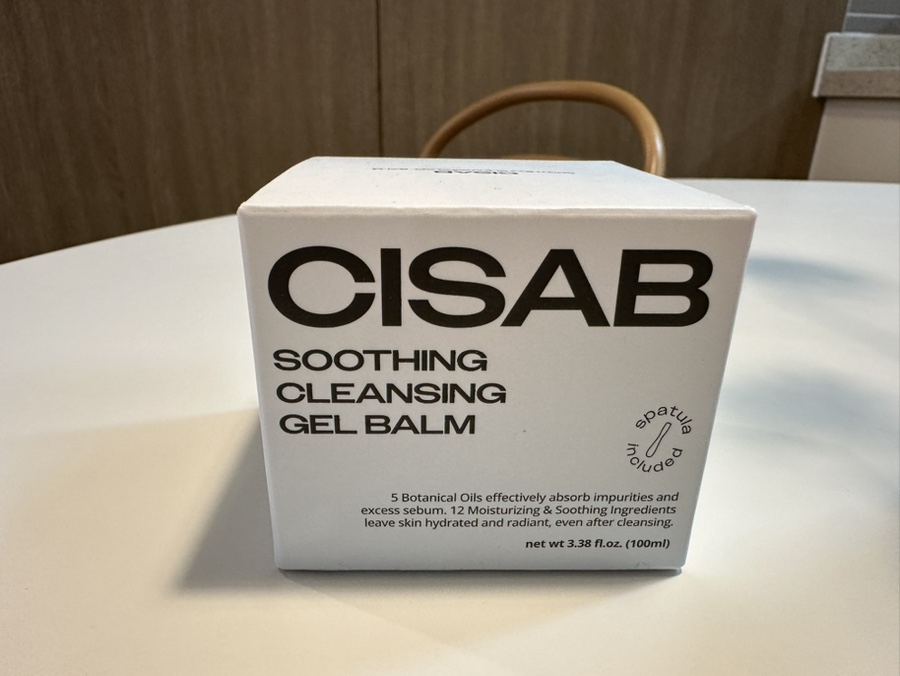 CISAB
SOOTHING
CLEANSING
GEL BALM
spatula
included
5 Botanical Oils effectively absorb impurities and
excess sebum. 12 Moisturizing & Soothing Ingredients
leave skin hydrated and radiant, even after cleansing.
net wt 3.38 fl.oz. (100ml)